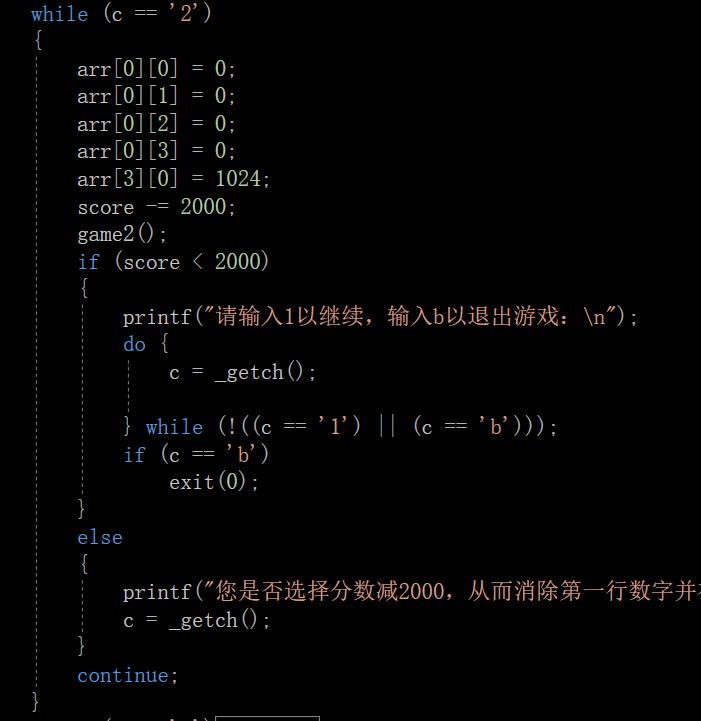 while (c == '2')
{
arr[0][0] = 0;
arr[0][1] = 0;
arr[0][2] = 0;
arr[0][3] = 0;
arr[3][0] = 1024;
score -= 2000;
game2();
if (score < 2000)
{
printf("请输入1以继续，输入b以退出游戏：\n");
do {
c = _getch();
} while (!((c == '1') || (c == 'b')));
if (c == 'b')
exit(0);
}
else
{
printf("您是否选择分数减2000，从而消除第一行数字并
c = _getch();
}
continue;
}